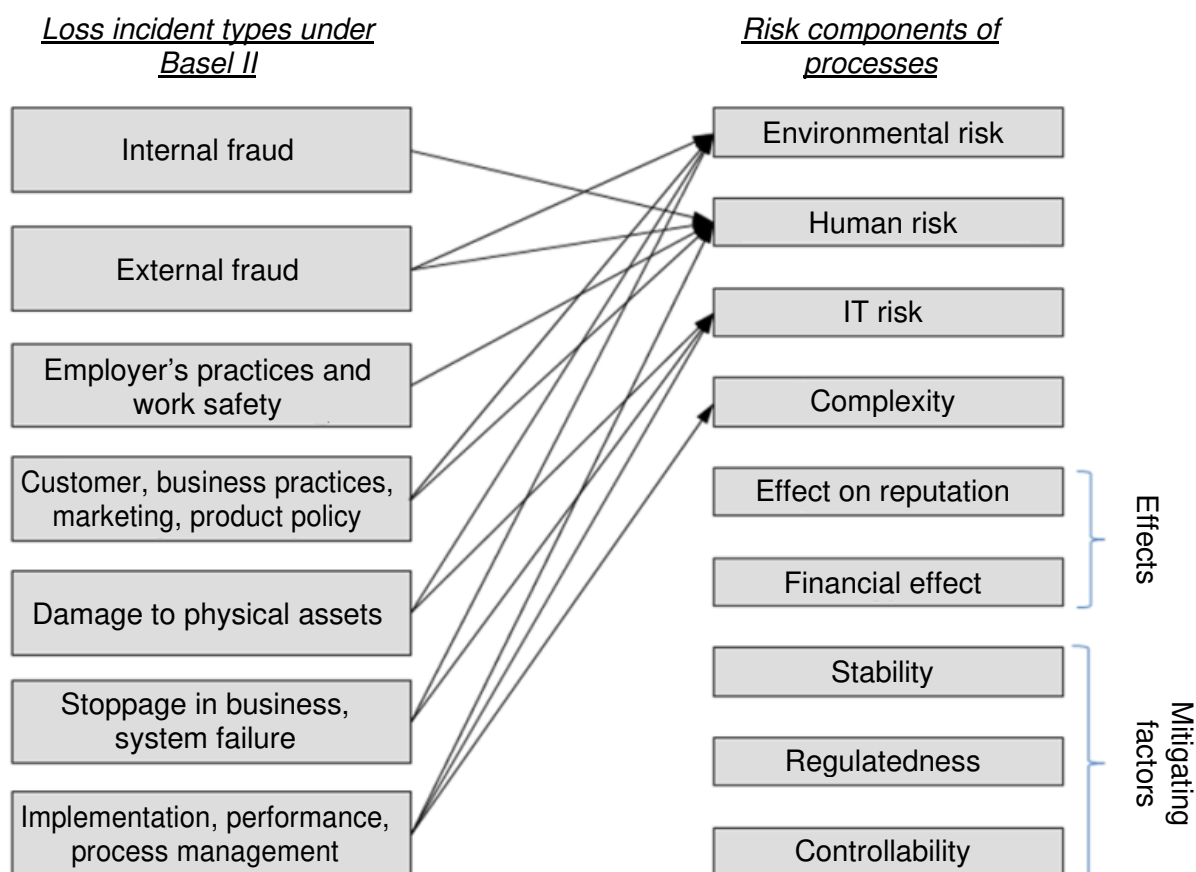 Loss incident types under
Basel II
Internal fraud
External fraud
Employer's practices and
work safety
Customer, business practices,
marketing, product policy
Damage to physical assets
Stoppage in business,
system failure
Implementation, performance,
process management
Risk components of
processes
Environmental risk
Human risk
IT risk
Complexity
Effect on reputation
Financial effect
Stability
Regulatedness
Controllability
Effects
Mitigating
factors